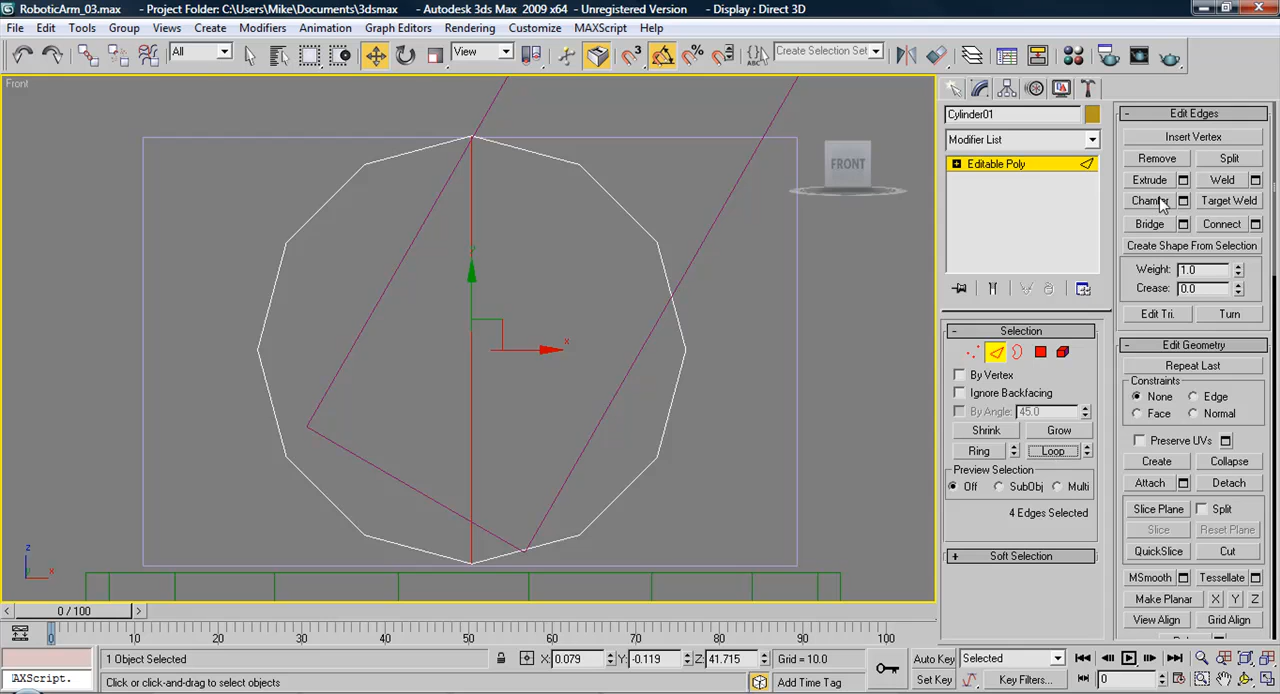 RoboticArm_03.max - Project Folder: C:\Users\Mike\Documents\3dsmax - Autodesk 3ds Max 2009 x64 - Unregistered Version - Display : Direct 3D
File Edit Tools Group Views Create Modifiers Animation Graph Editors Rendering Customize MAXScript Help
All View Create Selection Set
Front
FRONT
y
x
z
x
Cylinder01
Modifier List
Editable Poly
Selection
By Vertex
Ignore Backfacing
By Angle: 45.0
Shrink Grow
Ring Loop
Preview Selection
Off SubObj Multi
4 Edges Selected
Soft Selection
Edit Edges
Insert Vertex
Remove Split
Extrude Weld
Target Weld
Bridge Connect
Create Shape From Selection
Weight: 1.0
Crease: 0.0
Edit Tri. Turn
Edit Geometry
Repeat Last
Constraints
None Edge
Face Normal
Preserve UVs
Create Collapse
Attach Detach
Slice Plane Split
Slice Reset Plane
QuickSlice Cut
MSmooth Tessellate
Make Planar X Y Z
View Align Grid Align
0 / 100
0 10 20 30 40 50 60 70 80 90 100
1 Object Selected X: 0.079 Y: -0.119 Z: 41.715 Grid = 10.0 Auto Key Selected
AXScript. Click or click-and-drag to select objects Add Time Tag Set Key Key Filters... 0